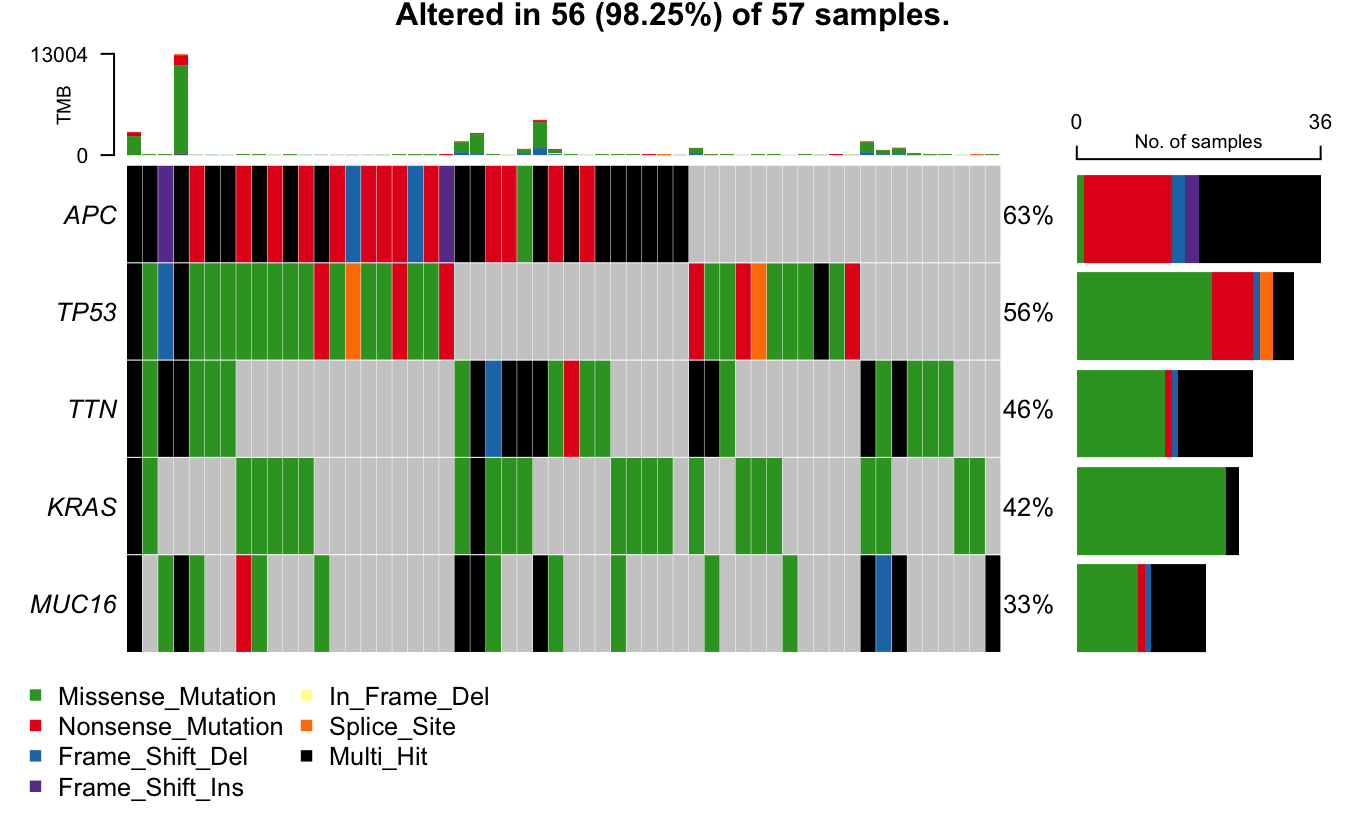 Altered in 56 (98.25%) of 57 samples.
13004
TMB
0
0
36
No. of samples
APC
63%
TP53
56%
TTN
46%
KRAS
42%
MUC16
33%
Missense_Mutation
In_Frame_Del
Nonsense_Mutation
Splice_Site
Frame_Shift_Del
Multi_Hit
Frame_Shift_Ins